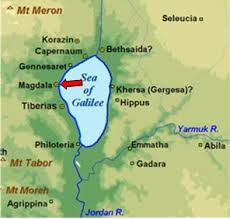 Mt Meron
Seleucia
Korazin
Capernaum
Bethsaida?
Gennesaret
Sea
of
Galilee
Magdala
Khersa (Gergesa)?
Hippus
Tiberias
Yarmuk R.
Philoteria
Emmatha
Abila
Mt Tabor
Gadara
Mt Moreh
Agrippina
Jordan R.